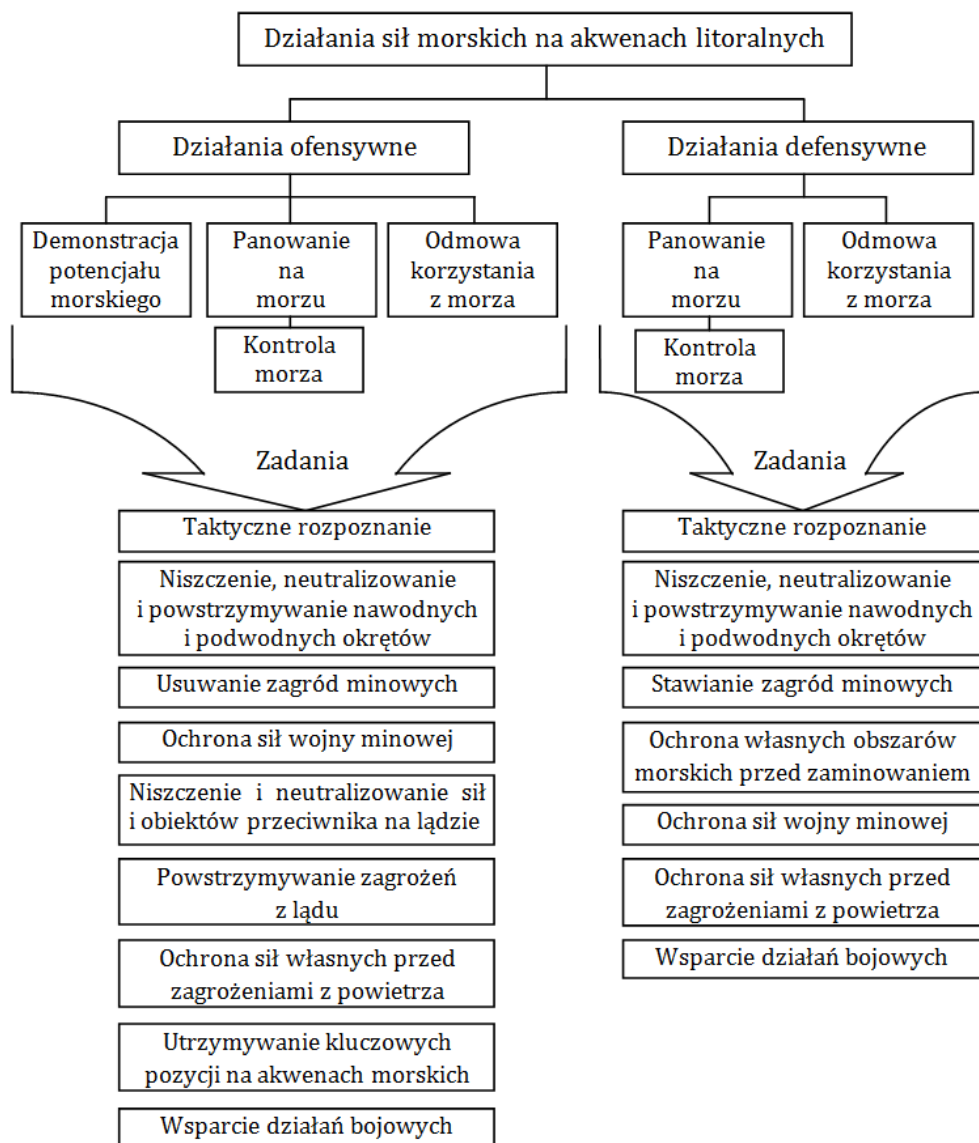 Działania sił morskich na akwenach litoralnych
Działania ofensywne
Demonstracja
potencjału
morskiego
Panowanie
na
morzu
Odmowa
korzystania
z morza
Kontrola
morza
Zadania
Taktyczne rozpoznanie
Niszczenie, neutralizowanie
i powstrzymywanie nawodnych
i podwodnych okrętów
Usuwanie zagród minowych
Ochrona sił wojny minowej
Niszczenie i neutralizowanie sił
i obiektów przeciwnika na lądzie
Powstrzymywanie zagrożeń
z lądu
Ochrona sił własnych przed
zagrożeniami z powietrza
Utrzymywanie kluczowych
pozycji na akwenach morskich
Wsparcie działań bojowych
Działania defensywne
Panowanie
na
morzu
Odmowa
korzystania
z morza
Kontrola
morza
Zadania
Taktyczne rozpoznanie
Niszczenie, neutralizowanie
i powstrzymywanie nawodnych
i podwodnych okrętów
Stawianie zagród minowych
Ochrona własnych obszarów
morskich przed zaminowaniem
Ochrona sił wojny minowej
Ochrona sił własnych przed
zagrożeniami z powietrza
Wsparcie działań bojowych